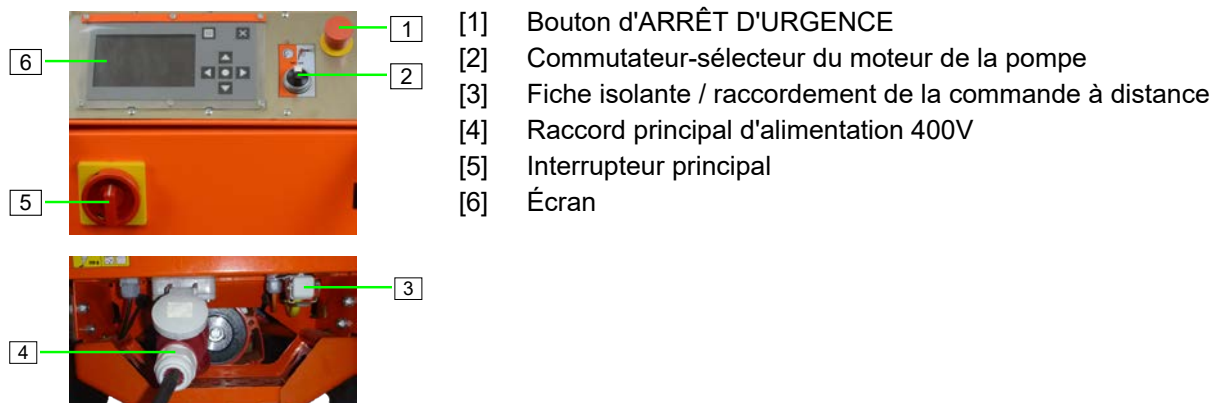 1
6
2
5
3
4
[1] Bouton d'ARRÊT D'URGENCE
[2] Commutateur-sélecteur du moteur de la pompe
[3] Fiche isolante / raccordement de la commande à distance
[4] Raccord principal d'alimentation 400V
[5] Interrupteur principal
[6] Écran